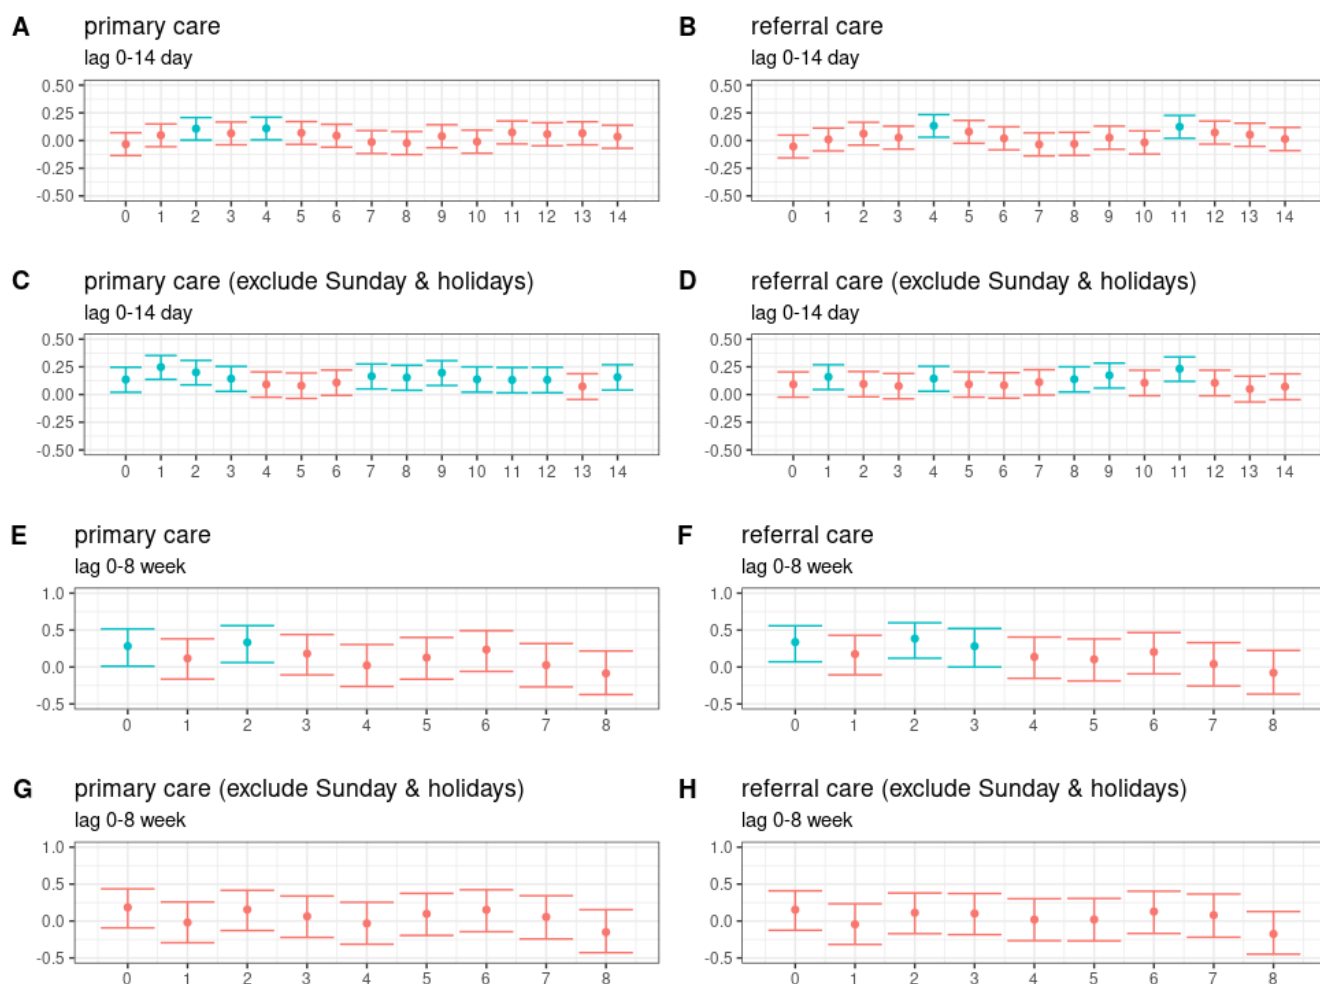 A primary care
lag 0-14 day
0.50
0.25
0.00
-0.25
-0.50
0 1 2 3 4 5 6 7 8 9 10 11 12 13 14
B referral care
lag 0-14 day
0.50
0.25
0.00
-0.25
-0.50
0 1 2 3 4 5 6 7 8 9 10 11 12 13 14
C primary care (exclude Sunday & holidays)
lag 0-14 day
0.50
0.25
0.00
-0.25
-0.50
0 1 2 3 4 5 6 7 8 9 10 11 12 13 14
D referral care (exclude Sunday & holidays)
lag 0-14 day
0.50
0.25
0.00
-0.25
-0.50
0 1 2 3 4 5 6 7 8 9 10 11 12 13 14
E primary care
lag 0-8 week
1.0
0.5
0.0
-0.5
0 1 2 3 4 5 6 7 8
F referral care
lag 0-8 week
1.0
0.5
0.0
-0.5
0 1 2 3 4 5 6 7 8
G primary care (exclude Sunday & holidays)
lag 0-8 week
1.0
0.5
0.0
-0.5
0 1 2 3 4 5 6 7 8
H referral care (exclude Sunday & holidays)
lag 0-8 week
1.0
0.5
0.0
-0.5
0 1 2 3 4 5 6 7 8